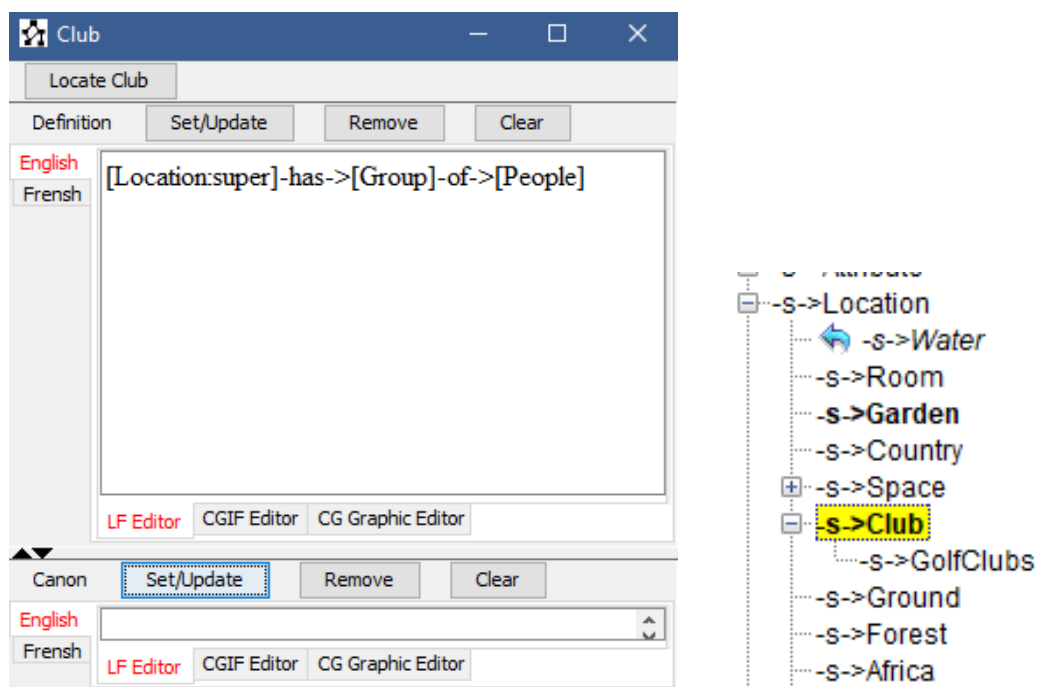 Club
Locate Club
Definition Set/Update Remove Clear
English
Frensh
[Location:super]-has->[Group]-of->[People]
LF Editor CGIF Editor CG Graphic Editor
Canon Set/Update Remove Clear
English
Frensh
LF Editor CGIF Editor CG Graphic Editor
-s->Location
-s->Water
-s->Room
-s->Garden
-s->Country
-s->Space
-s->Club
-s->GolfClubs
-s->Ground
-s->Forest
-s->Africa